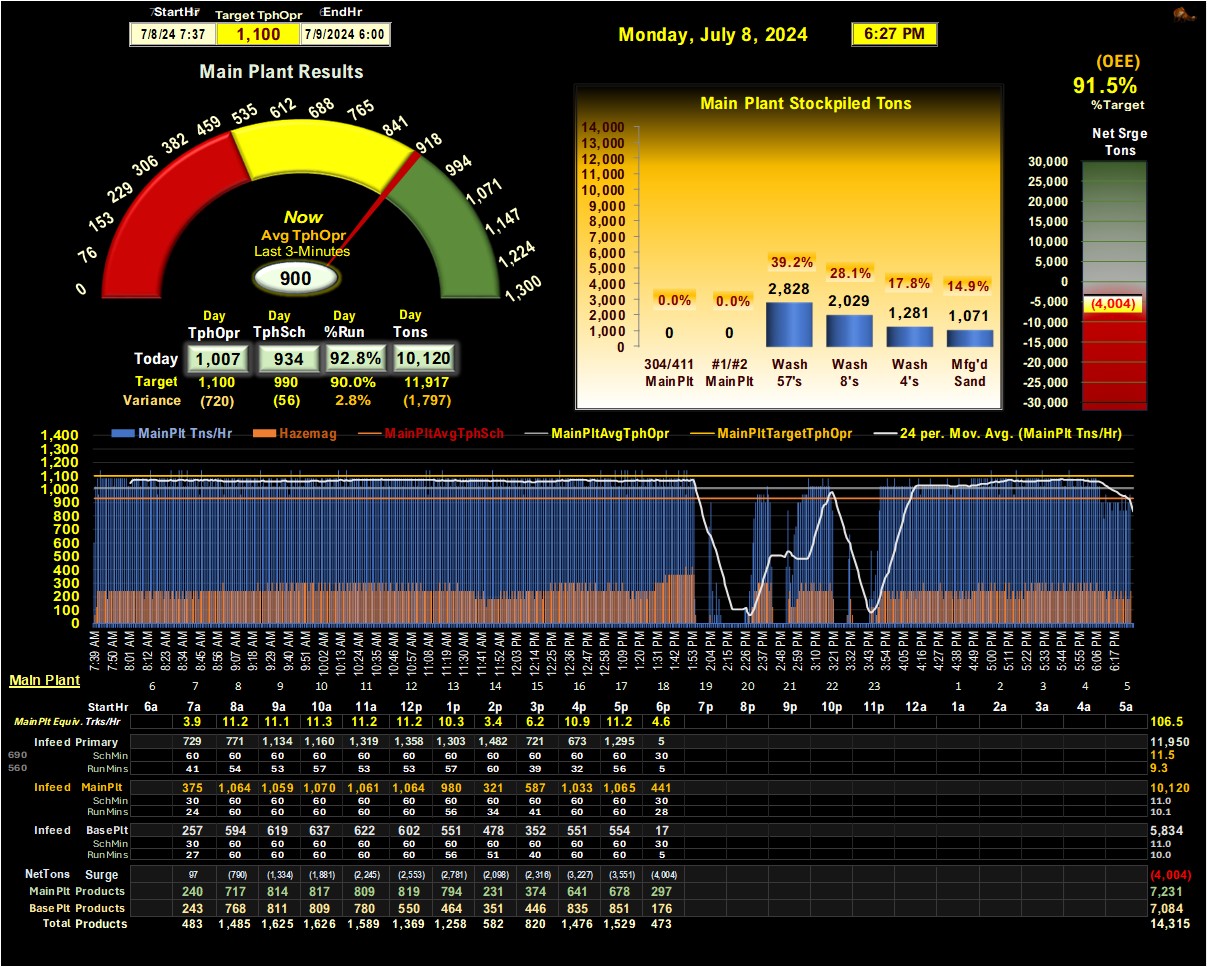 StartHr Target TphOpr EndHr
7/8/24 7:37 1,100 7/9/2024 6:00
Monday, July 8, 2024 6:27 PM
(OEE)
91.5%
%Target
Main Plant Results
0 76 153 229 306 382 459 535 612 688 765 841 918 994 1,071 1,147 1,224 1,300
Now
Avg TphOpr
Last 3-Minutes
900
Day Day Day Day
TphOpr TphSch %Run Tons
Today 1,007 934 92.8% 10,120
Target 1,100 990 90.0% 11,917
Variance (720) (56) 2.8% (1,797)
Main Plant Stockpiled Tons
14,000
13,000
12,000
11,000
10,000
9,000
8,000
7,000
6,000
5,000
4,000
3,000
2,000
1,000
0
0.0% 0.0% 39.2% 28.1% 17.8% 14.9%
0 0 2,828 2,029 1,281 1,071
304/411 #1/#2 Wash Wash Wash Mfg'd
MainPlt MainPlt 57's 8's 4's Sand
Net Srge
Tons
30,000
25,000
20,000
15,000
10,000
5,000
0
-5,000
-10,000
-15,000
-20,000
-25,000
-30,000
(4,004)
MainPlt Tns/Hr Hazemag MainPltAvgTphSch MainPltAvgTphOpr MainPltTargetTphOpr 24 per. Mov. Avg. (MainPlt Tns/Hr)
1,400
1,300
1,200
1,100
1,000
900
800
700
600
500
400
300
200
100
0
7:39 AM 7:50 AM 8:01 AM 8:12 AM 8:34 AM 8:45 AM 8:56 AM 9:07 AM 9:18 AM 9:29 AM 9:40 AM 9:51 AM 10:02 AM 10:13 AM 10:24 AM 10:35 AM 10:46 AM 10:57 AM 11:08 AM 11:19 AM 11:30 AM 11:41 AM 11:52 AM 12:03 PM 12:14 PM 12:25 PM 12:36 PM 12:47 PM 12:58 PM 1:09 PM 1:20 PM 1:31 PM 1:42 PM 1:53 PM 2:04 PM 2:15 PM 2:26 PM 2:37 PM 2:48 PM 2:59 PM 3:10 PM 3:22 PM 3:32 PM 3:43 PM 3:54 PM 4:05 PM 4:16 PM 4:27 PM 4:38 PM 4:49 PM 5:00 PM 5:11 PM 5:22 PM 5:33 PM 5:44 PM 5:55 PM 6:06 PM 6:17 PM
Main Plant
6 7 8 9 10 11 12 13 14 15 16 17 18 19 20 21 22 23 1 2 3 4 5
StartHr 6a 7a 8a 9a 10a 11a 12p 1p 2p 3p 4p 5p 6p 7p 8p 9p 10p 11p 12a 1a 2a 3a 4a 5a
MainPlt Equiv. Trks/Hr 3.9 11.2 11.1 11.3 11.2 11.2 10.3 3.4 6.2 10.9 11.2 4.6 106.5
Infeed Primary 729 771 1,134 1,160 1,319 1,358 1,303 1,482 721 673 1,295 5 11,950
690 SchMin 60 60 60 60 60 60 60 60 60 60 60 30 11.5
560 RunMins 41 54 53 57 53 53 57 60 39 32 56 5 9.3
Infeed MainPlt 375 1,064 1,059 1,070 1,061 1,064 980 321 587 1,033 1,065 441 10,120
SchMin 30 60 60 60 60 60 60 60 60 60 60 30 11.0
RunMins 24 60 60 60 60 60 56 34 41 60 60 28 10.1
Infeed BasePlt 257 594 619 637 622 602 551 478 352 551 554 17 5,834
SchMin 30 60 60 60 60 60 60 60 60 60 60 30 11.0
RunMins 27 60 60 60 60 60 56 51 40 60 60 5 10.0
NetTons Surge 97 (790) (1,334) (1,881) (2,245) (2,553) (2,781) (2,098) (2,316) (3,227) (3,551) (4,004) (4,004)
MainPlt Products 240 717 814 817 809 819 794 231 374 641 678 297 7,231
BasePlt Products 243 768 811 809 780 550 464 351 446 835 851 176 7,084
Total Products 483 1,485 1,625 1,626 1,589 1,369 1,258 582 820 1,476 1,529 473 14,315